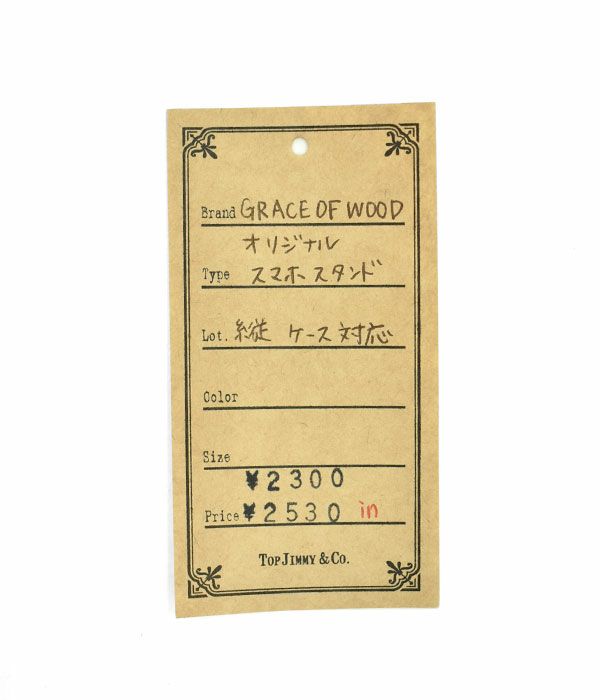 Brand GRACE OF WOOD
オリジナル
Type スマホスタンド
Lot. 縦 ケース対応
Color
Size
¥2300
Price ¥2530 in
TOP JIMMY & CO.